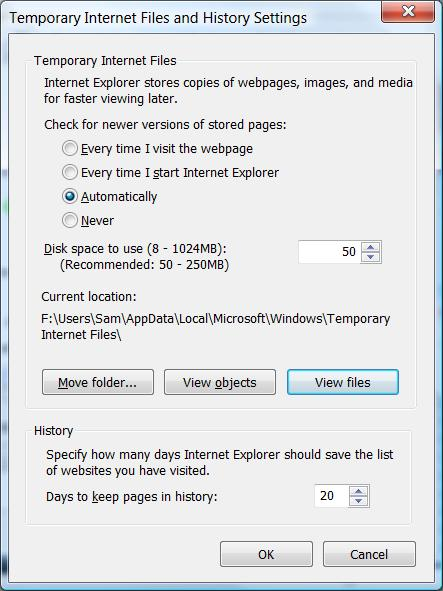 Temporary Internet Files and History Settings
Temporary Internet Files
Internet Explorer stores copies of webpages, images, and media
for faster viewing later.
Check for newer versions of stored pages:
Every time I visit the webpage
Every time I start Internet Explorer
Automatically
Never
Disk space to use (8 - 1024MB):
50
(Recommended: 50 - 250MB)
Current location:
F:\Users\Sam\AppData\Local\Microsoft\Windows\Temporary
Internet Files\
Move folder... View objects View files
History
Specify how many days Internet Explorer should save the list
of websites you have visited.
Days to keep pages in history: 20
OK Cancel